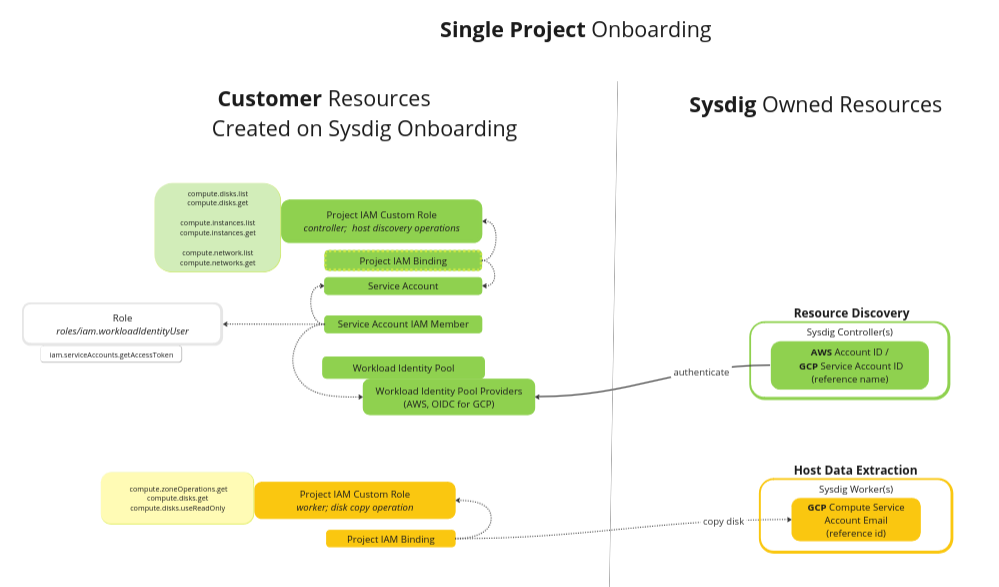 Single Project Onboarding
Customer Resources
Created on Sysdig Onboarding
Sysdig Owned Resources
compute.disks.list
compute.disks.get
compute.instances.list
compute.instances.get
compute.network.list
compute.networks.get
Project IAM Custom Role
controller; host discovery operations
Project IAM Binding
Service Account
Role
roles/iam.workloadIdentityUser
iam.serviceAccounts.getAccessToken
Service Account IAM Member
Workload Identity Pool
Workload Identity Pool Providers
(AWS, OIDC for GCP)
authenticate
Resource Discovery
Sysdig Controller(s)
AWS Account ID /
GCP Service Account ID
(reference name)
compute.zoneOperations.get
compute.disks.get
compute.disks.useReadOnly
Project IAM Custom Role
worker; disk copy operation
Project IAM Binding
copy disk
Host Data Extraction
Sysdig Worker(s)
GCP Compute Service
Account Email
(reference id)